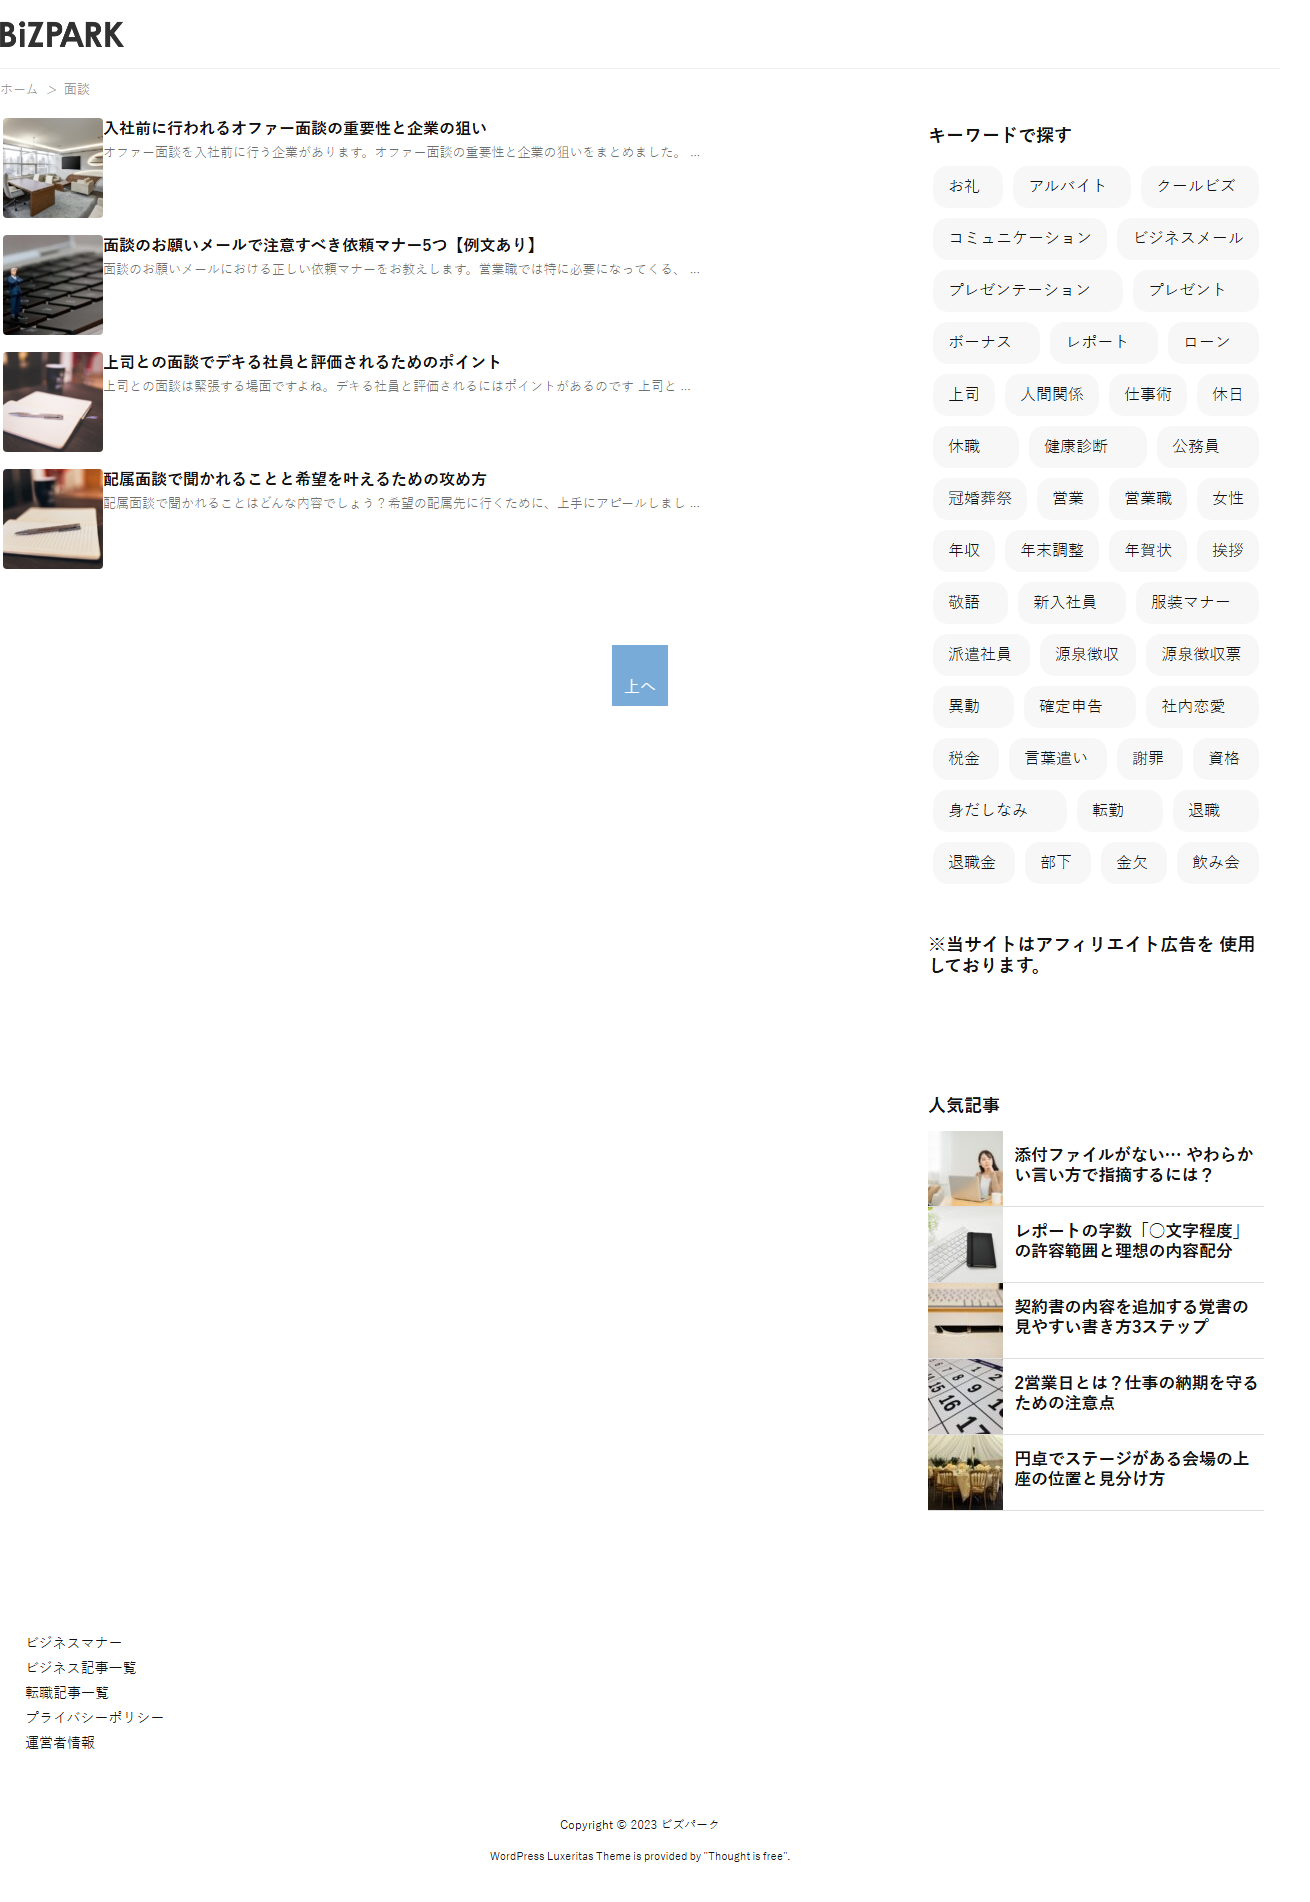 BiZPARK
ホーム ＞ 面談
入社前に行われるオファー面談の重要性と企業の狙い
オファー面談を入社前に行う企業があります。オファー面談の重要性と企業の狙いをまとめました。 ...
面談のお願いメールで注意すべき依頼マナー5つ【例文あり】
面談のお願いメールにおける正しい依頼マナーをお教えします。営業職では特に必要になってくる、 ...
上司との面談でデキる社員と評価されるためのポイント
上司との面談は緊張する場面ですよね。デキる社員と評価されるにはポイントがあるのです 上司と ...
配属面談で聞かれることと希望を叶えるための攻め方
配属面談で聞かれることはどんな内容でしょう？希望の配属先に行くために、上手にアピールしまし ...
上へ
キーワードで探す
お礼 アルバイト クールビズ
コミュニケーション ビジネスメール
プレゼンテーション プレゼント
ボーナス レポート ローン
上司 人間関係 仕事術 休日
休職 健康診断 公務員
冠婚葬祭 営業 営業職 女性
年収 年末調整 年賀状 挨拶
敬語 新入社員 服装マナー
派遣社員 源泉徴収 源泉徴収票
異動 確定申告 社内恋愛
税金 言葉遣い 謝罪 資格
身だしなみ 転勤 退職
退職金 部下 金欠 飲み会
※当サイトはアフィリエイト広告を 使用
しております。
人気記事
添付ファイルがない… やわらか
い言い方で指摘するには？
レポートの字数「○文字程度」
の許容範囲と理想の内容配分
契約書の内容を追加する覚書の
見やすい書き方3ステップ
2営業日とは？仕事の納期を守る
ための注意点
円卓でステージがある会場の上
座の位置と見分け方
ビジネスマナー
ビジネス記事一覧
転職記事一覧
プライバシーポリシー
運営者情報
Copyright © 2023 ビズパーク
WordPress Luxeritas Theme is provided by "Thought is free".